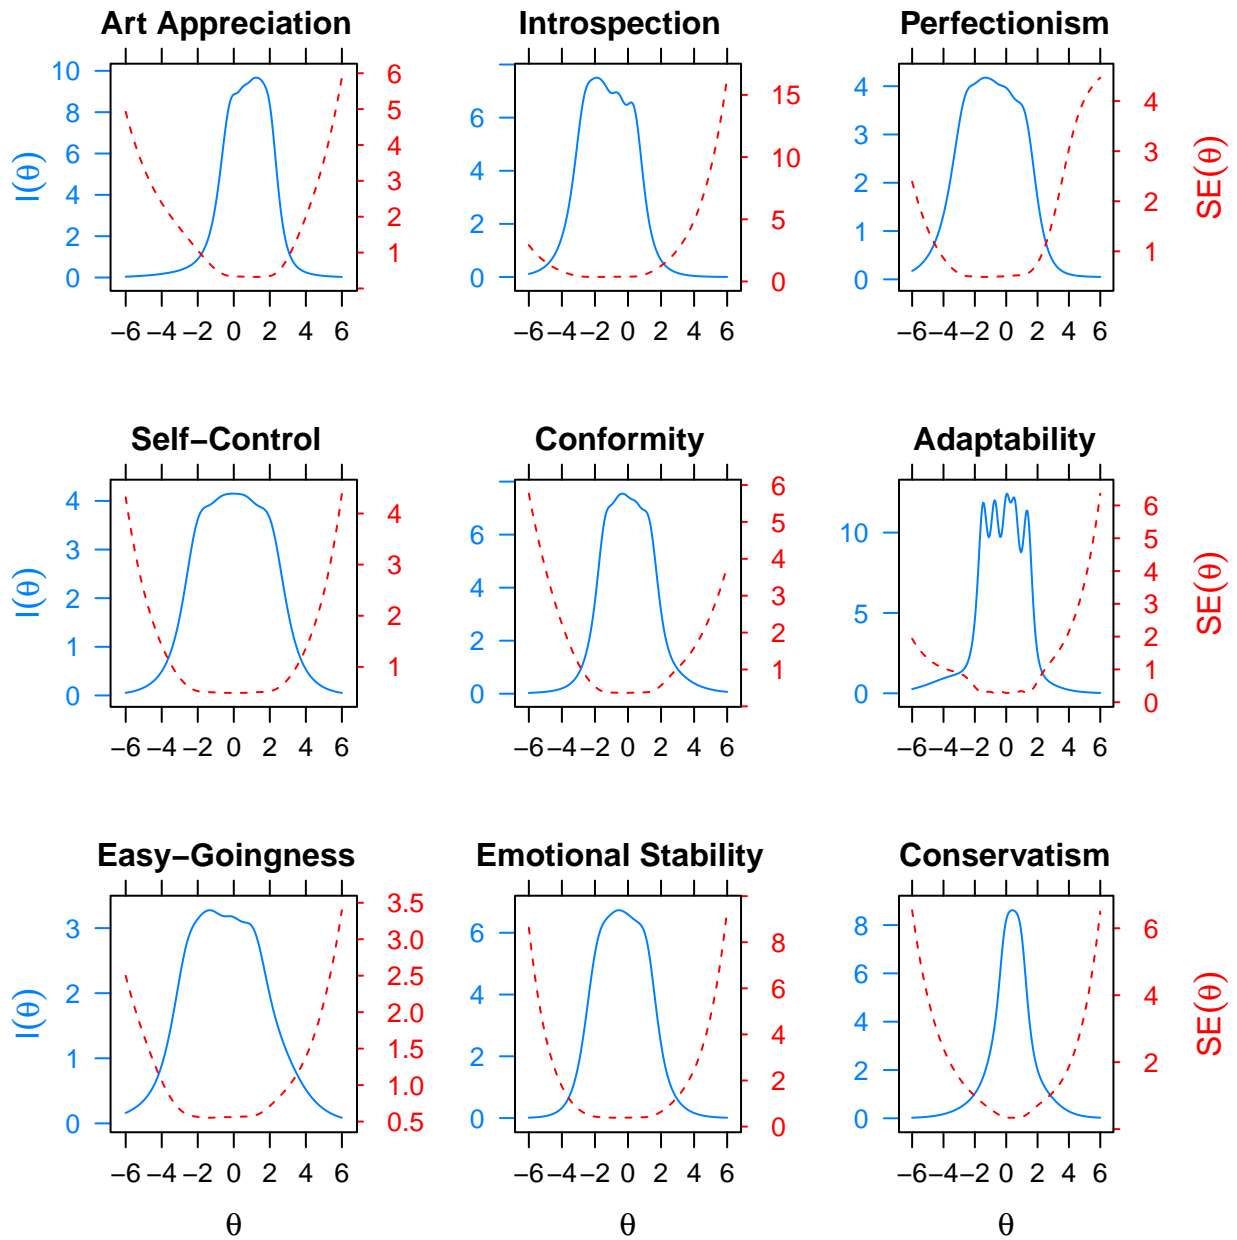 Art Appreciation
Introspection
Perfectionism
I(θ)
0 2 4 6 8 10
1 2 3 4 5 6
−6 −4 −2 0 2 4 6
0 2 4 6
0 5 10 15
−6 −4 −2 0 2 4 6
0 1 2 3 4
1 2 3 4
−6 −4 −2 0 2 4 6
SE(θ)
Self−Control
Conformity
Adaptability
I(θ)
0 1 2 3 4
1 2 3 4
−6 −4 −2 0 2 4 6
0 2 4 6
1 2 3 4 5 6
−6 −4 −2 0 2 4 6
0 5 10
0 1 2 3 4 5 6
−6 −4 −2 0 2 4 6
SE(θ)
Easy−Goingness
Emotional Stability
Conservatism
I(θ)
0 1 2 3
0.5 1.0 1.5 2.0 2.5 3.0 3.5
−6 −4 −2 0 2 4 6
0 2 4 6
0 2 4 6 8
−6 −4 −2 0 2 4 6
0 2 4 6 8
2 4 6
−6 −4 −2 0 2 4 6
SE(θ)
θ
θ
θ